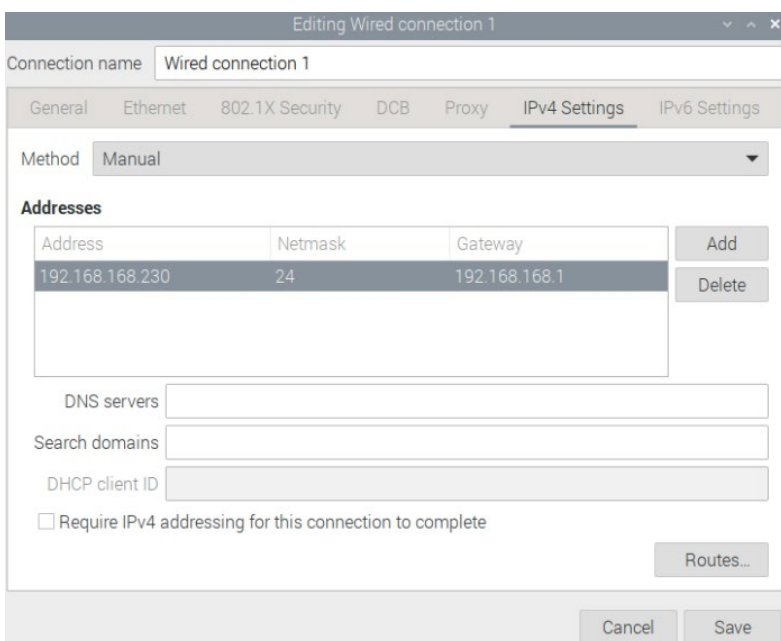 Editing Wired connection 1
Connection name Wired connection 1
General Ethernet 802.1X Security DCB Proxy IPv4 Settings IPv6 Settings
Method Manual
Addresses
Address Netmask Gateway Add
192.168.168.230 24 192.168.168.1
Delete
DNS servers
Search domains
DHCP client ID
Require IPv4 addressing for this connection to complete
Routes...
Cancel Save